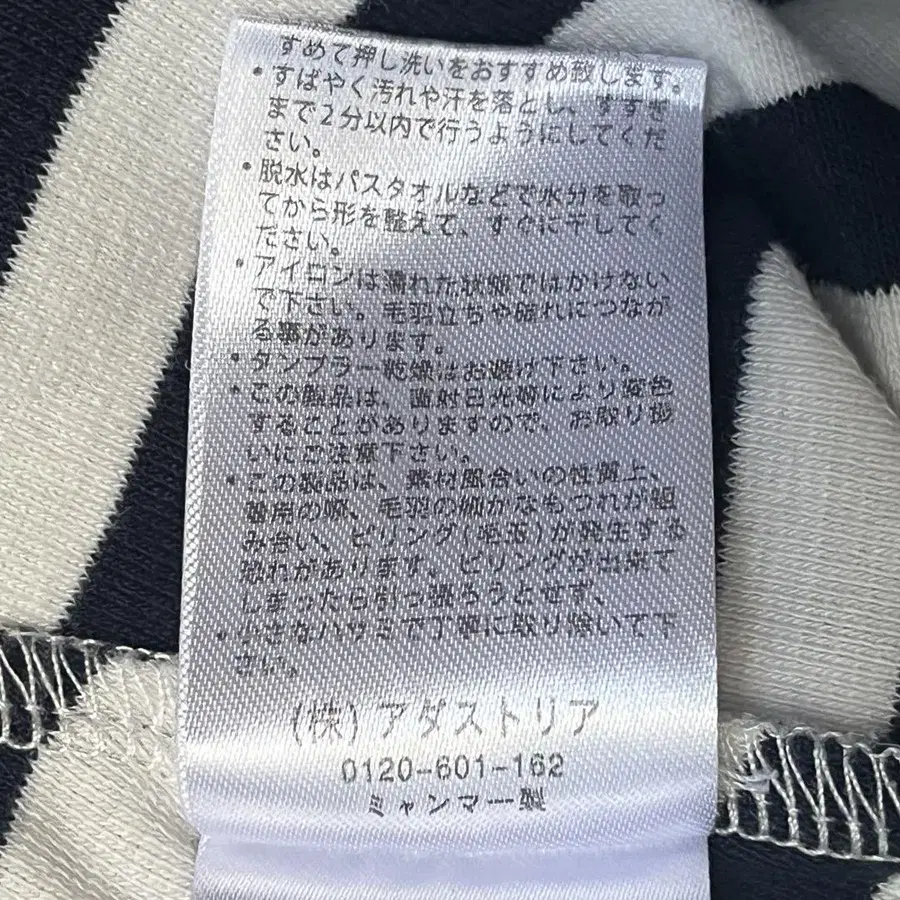 すめて押し洗いをおすすめ致します。
・すばやく汚れや汗を落とし、すすぎ
まで2分以内で行うようにしてくだ
さい。
・脱水はバスタオルなどで水分を取っ
てから形を整えて、すぐに干してく
ださい。
・アイロンは濡れた状態ではかけない
で下さい。毛羽立ちや破れにつなが
る事があります。
・タンブラー乾燥はお避け下さい。
・この製品は、直射日光等により変色
することがありますので、お取り扱
いにご注意下さい。
・この製品は、素材風合いの性質上、
着用の際、毛羽の細かなもつれが組
み合い、ピリング(毛玉)が発生する
恐れがあります。ピリングが出来て
しまったら引っ張ろうとせず、
・小さなハサミで丁寧に取り除いて下
さい。
(株)アダストリア
0120-601-162
ミャンマー製